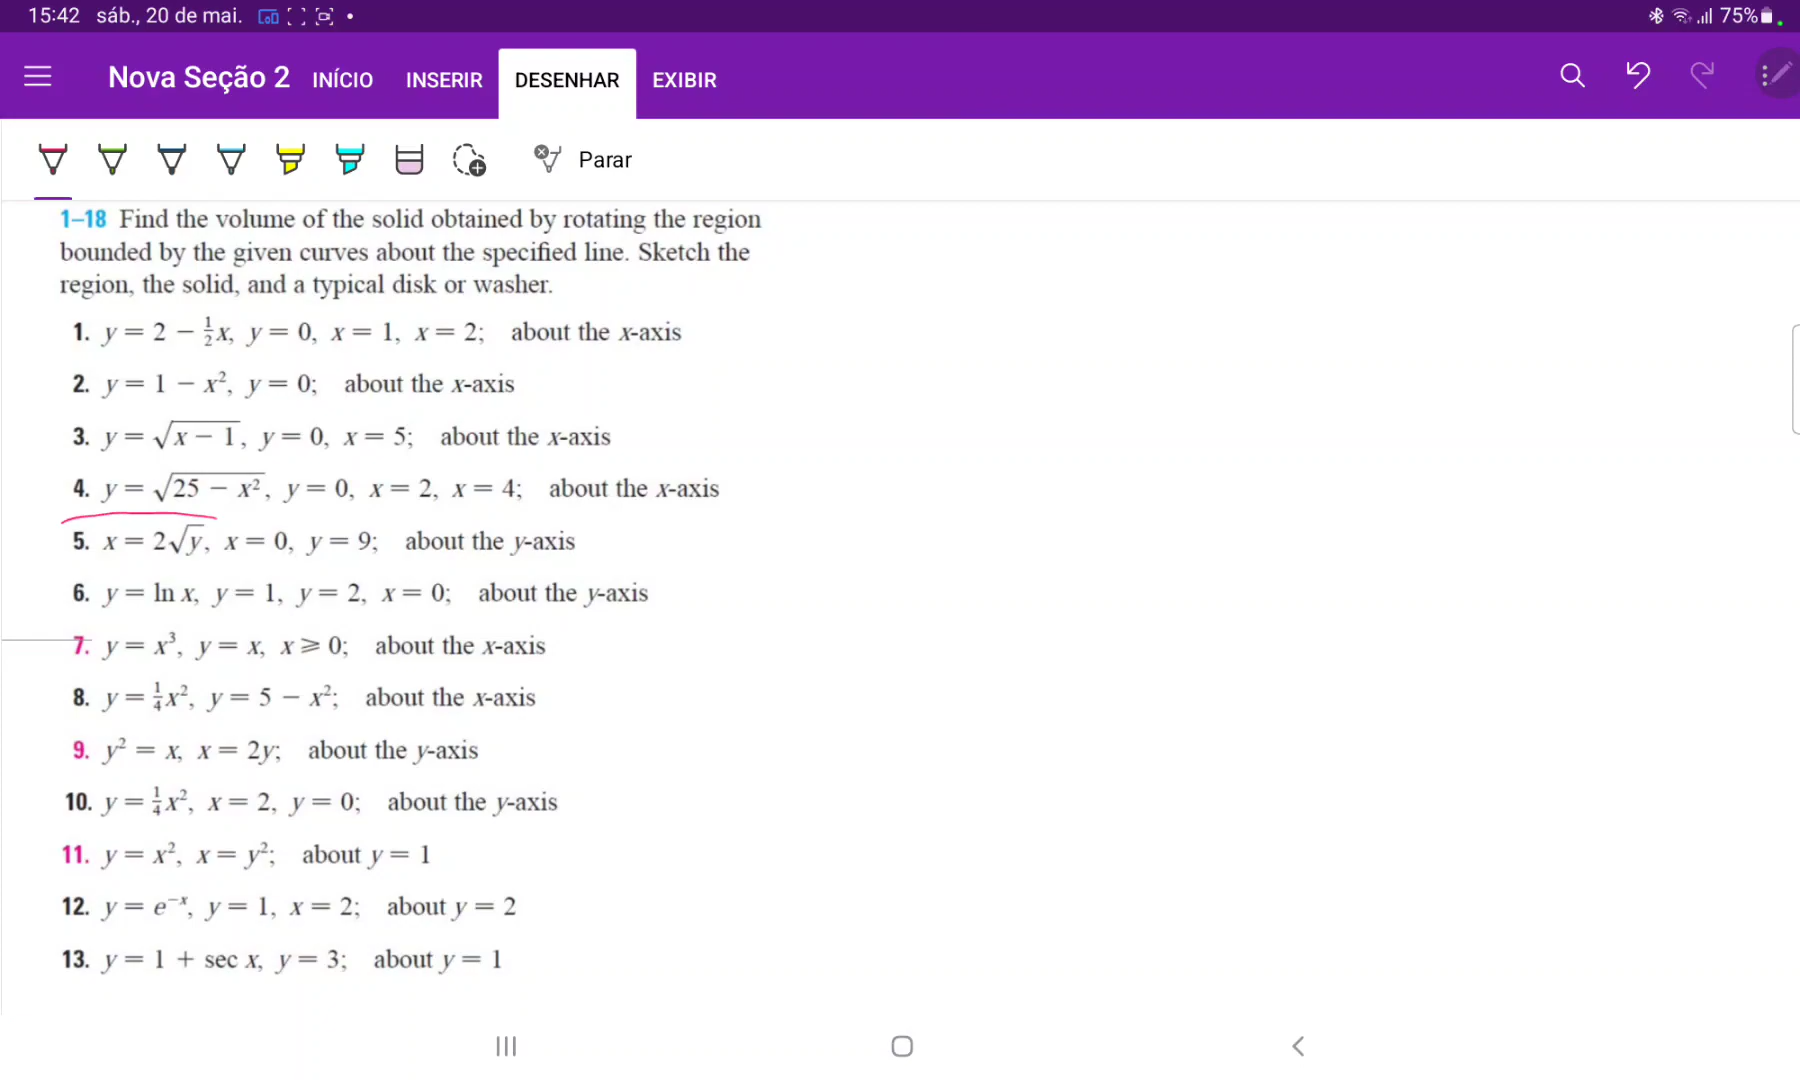 15:42 sáb., 20 de mai. 75%
Nova Seção 2 INÍCIO INSERIR DESENHAR EXIBIR
Parar
1–18 Find the volume of the solid obtained by rotating the region
bounded by the given curves about the specified line. Sketch the
region, the solid, and a typical disk or washer.
1. y = 2 − ½x, y = 0, x = 1, x = 2; about the x-axis
2. y = 1 − x², y = 0; about the x-axis
3. y = √(x − 1), y = 0, x = 5; about the x-axis
4. y = √(25 − x²), y = 0, x = 2, x = 4; about the x-axis
5. x = 2√y, x = 0, y = 9; about the y-axis
6. y = ln x, y = 1, y = 2, x = 0; about the y-axis
7. y = x³, y = x, x ⩾ 0; about the x-axis
8. y = ¼x², y = 5 − x²; about the x-axis
9. y² = x, x = 2y; about the y-axis
10. y = ¼x², x = 2, y = 0; about the y-axis
11. y = x², x = y²; about y = 1
12. y = e⁻ˣ, y = 1, x = 2; about y = 2
13. y = 1 + sec x, y = 3; about y = 1